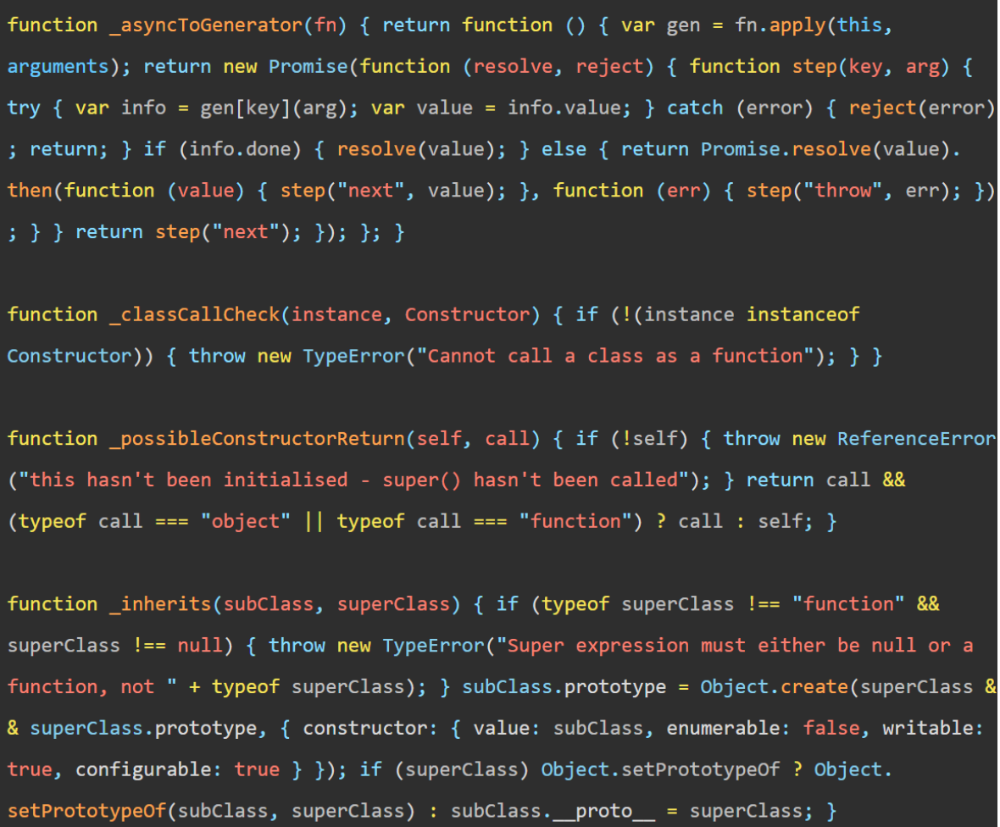 function _asyncToGenerator(fn) { return function () { var gen = fn.apply(this,
arguments); return new Promise(function (resolve, reject) { function step(key, arg) {
try { var info = gen[key](arg); var value = info.value; } catch (error) { reject(error)
; return; } if (info.done) { resolve(value); } else { return Promise.resolve(value).
then(function (value) { step("next", value); }, function (err) { step("throw", err); })
; } } return step("next"); }); }; }

function _classCallCheck(instance, Constructor) { if (!(instance instanceof
Constructor)) { throw new TypeError("Cannot call a class as a function"); } }

function _possibleConstructorReturn(self, call) { if (!self) { throw new ReferenceError
("this hasn't been initialised - super() hasn't been called"); } return call &&
(typeof call === "object" || typeof call === "function") ? call : self; }

function _inherits(subClass, superClass) { if (typeof superClass !== "function" &&
superClass !== null) { throw new TypeError("Super expression must either be null or a
function, not " + typeof superClass); } subClass.prototype = Object.create(superClass &
& superClass.prototype, { constructor: { value: subClass, enumerable: false, writable:
true, configurable: true } }); if (superClass) Object.setPrototypeOf ? Object.
setPrototypeOf(subClass, superClass) : subClass.__proto__ = superClass; }